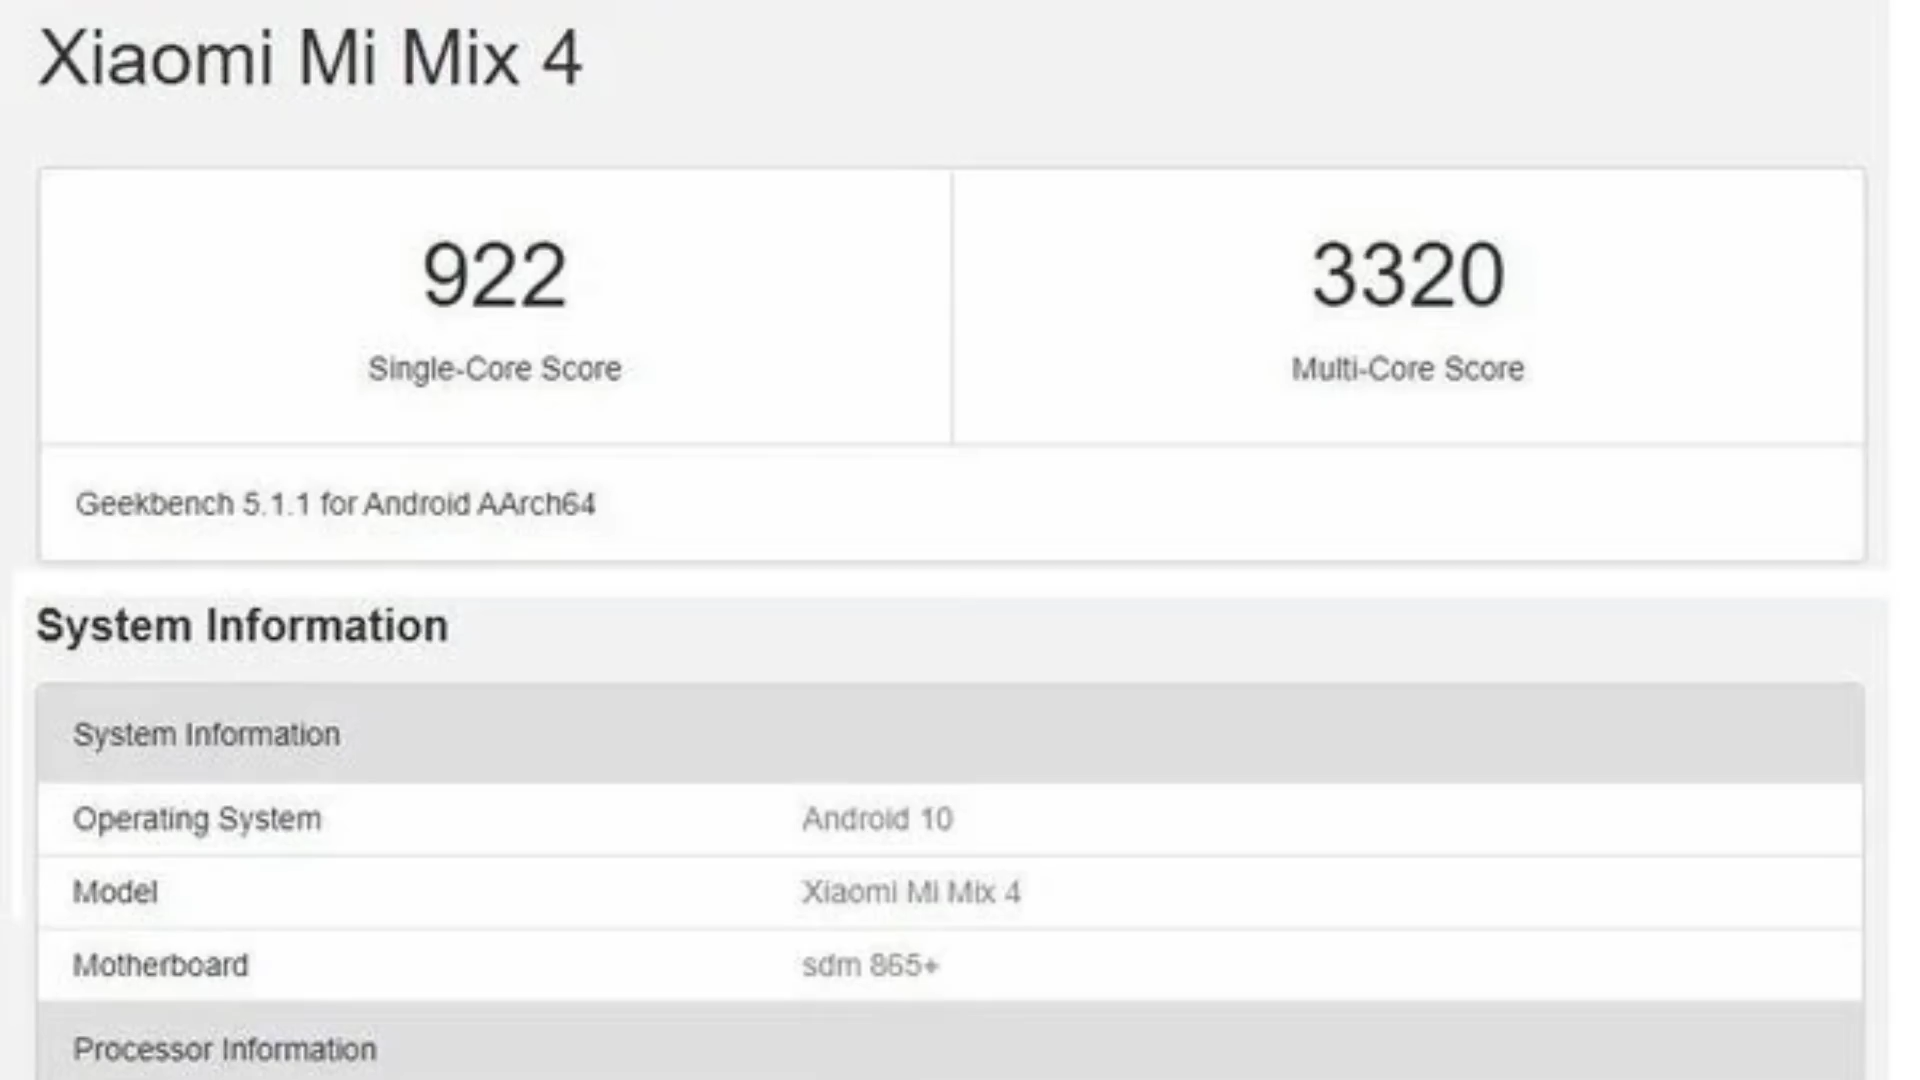 Xiaomi Mi Mix 4
922
Single-Core Score
3320
Multi-Core Score
Geekbench 5.1.1 for Android AArch64
System Information
System Information
Operating System Android 10
Model Xiaomi Mi Mix 4
Motherboard sdm 865+
Processor Information